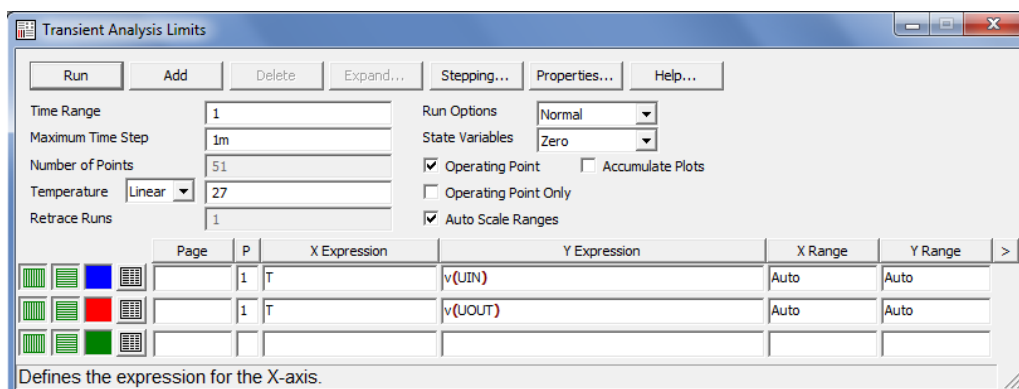 Transient Analysis Limits
Run Add Delete Expand... Stepping... Properties... Help...
Time Range 1 Run Options Normal
Maximum Time Step 1m State Variables Zero
Number of Points 51 Operating Point Accumulate Plots
Temperature Linear 27 Operating Point Only
Retrace Runs 1 Auto Scale Ranges
Page P X Expression Y Expression X Range Y Range >
1 T v(UIN) Auto Auto
1 T v(UOUT) Auto Auto
Defines the expression for the X-axis.